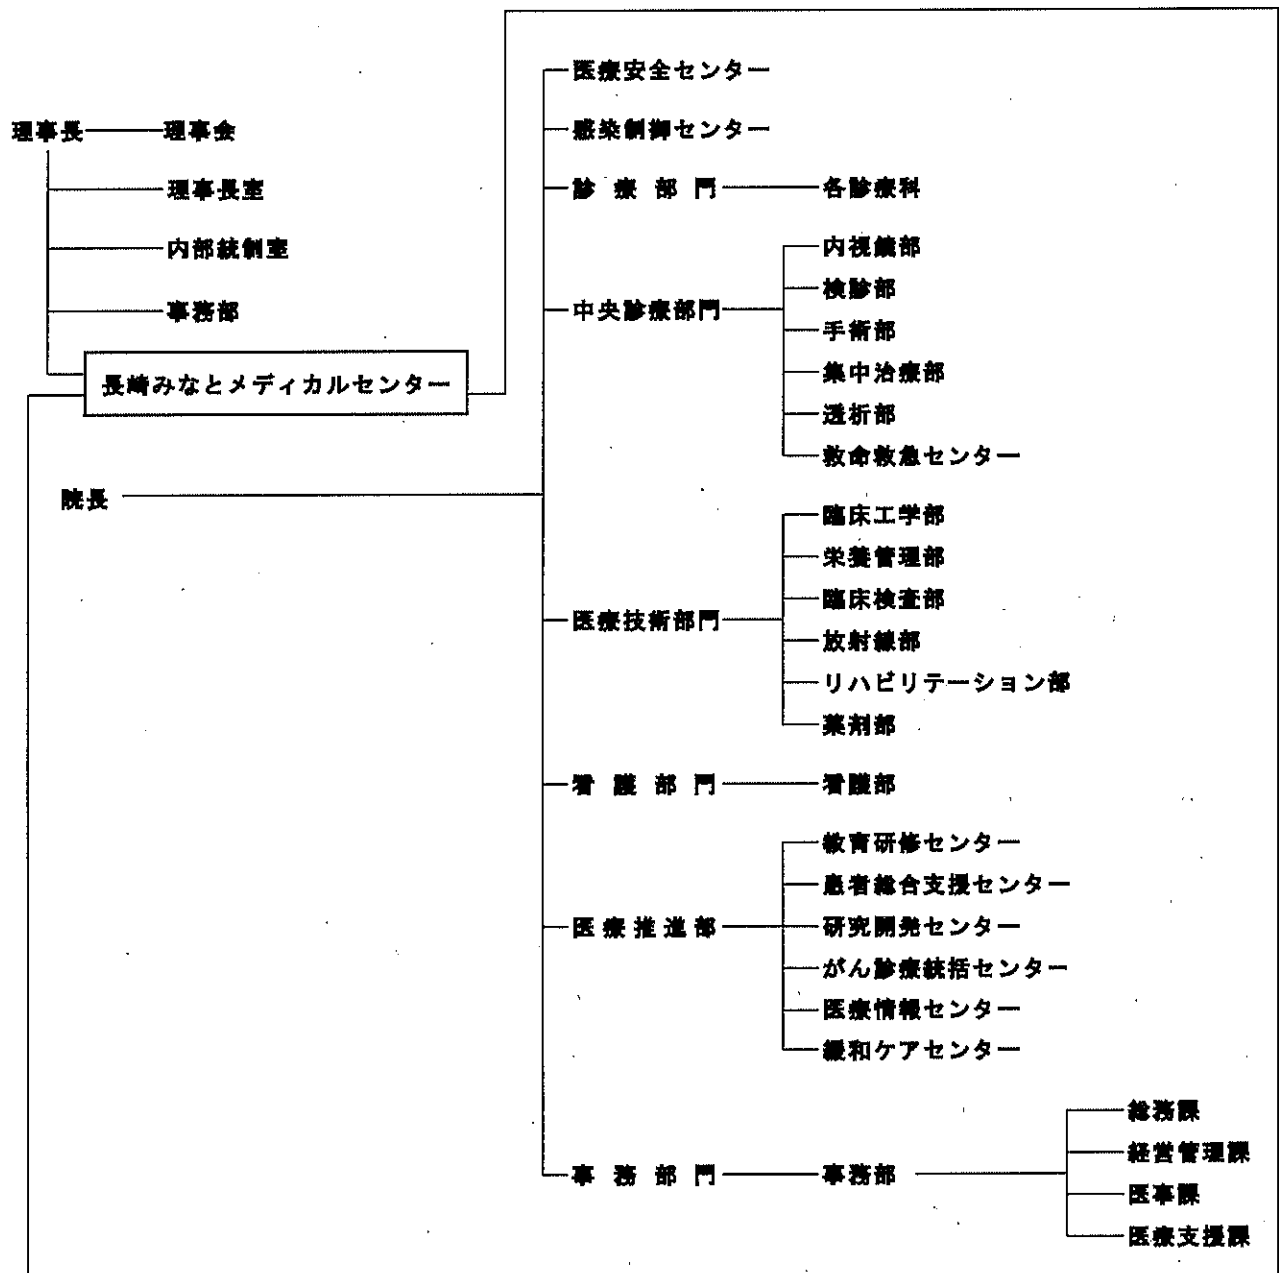 理事長 理事会
理事長室
内部統制室
事務部
長崎みなとメディカルセンター
院長
医療安全センター
感染制御センター
診療部門 各診療科
中央診療部門
内視鏡部
検診部
手術部
集中治療部
透析部
救命救急センター
医療技術部門
臨床工学部
栄養管理部
臨床検査部
放射線部
リハビリテーション部
薬剤部
看護部門 看護部
医療推進部
教育研修センター
患者総合支援センター
研究開発センター
がん診療統括センター
医療情報センター
緩和ケアセンター
事務部門 事務部
総務課
経営管理課
医事課
医療支援課